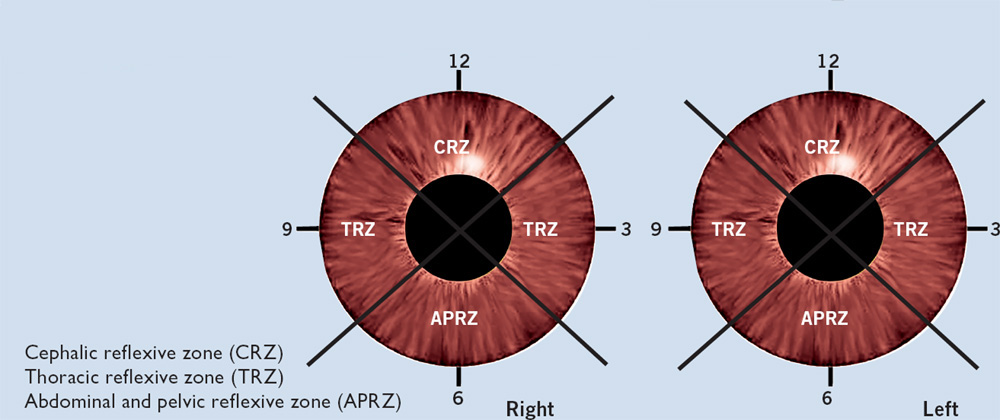 12
12
CRZ
CRZ
9
TRZ
TRZ
3
9
TRZ
TRZ
3
APRZ
APRZ
Cephalic reflexive zone (CRZ)
Thoracic reflexive zone (TRZ)
Abdominal and pelvic reflexive zone (APRZ)
6
6
Right
Left